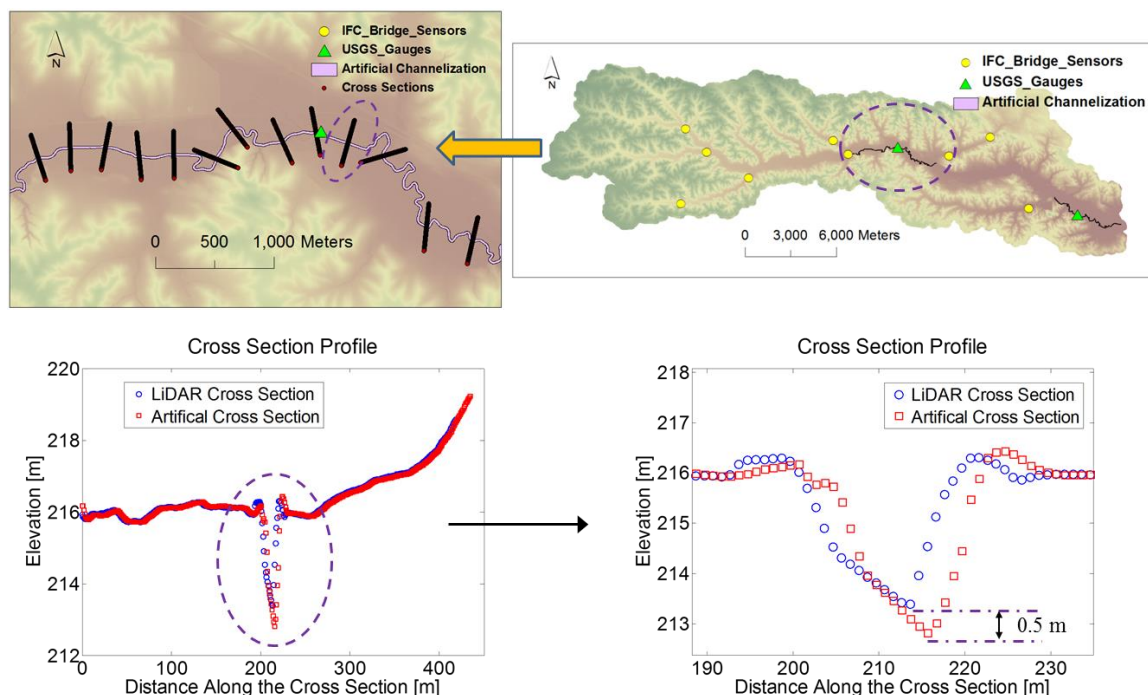 IFC_Bridge_Sensors
USGS_Gauges
Artificial Channelization
Cross Sections
N
0 500 1,000 Meters
IFC_Bridge_Sensors
USGS_Gauges
Artificial Channelization
N
0 3,000 6,000 Meters
Cross Section Profile
220
218
216
214
212
LiDAR Cross Section
Artifical Cross Section
Elevation [m]
0 100 200 300 400
Distance Along the Cross Section [m]
Cross Section Profile
218
217
216
215
214
213
LiDAR Cross Section
Artifical Cross Section
0.5 m
Elevation [m]
190 200 210 220 230
Distance Along the Cross Section [m]